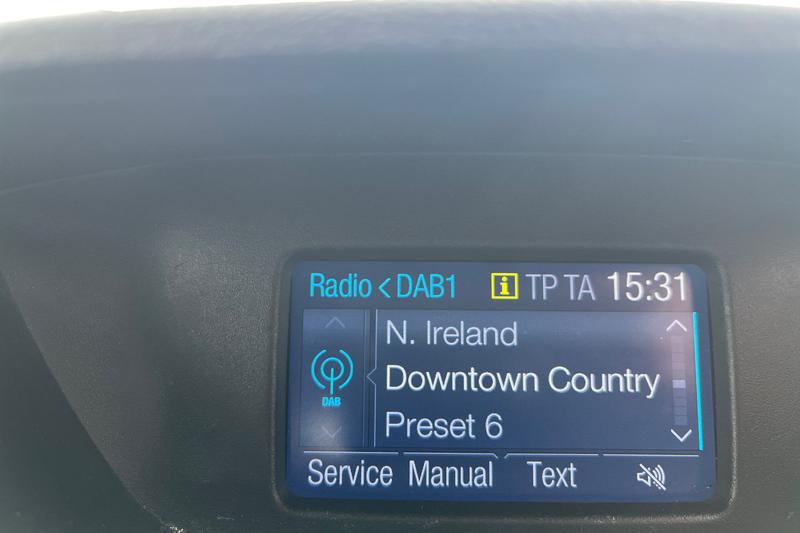 Radio < DAB1 i TP TA 15:31
N. Ireland
DAB
Downtown Country
Preset 6
Service Manual Text